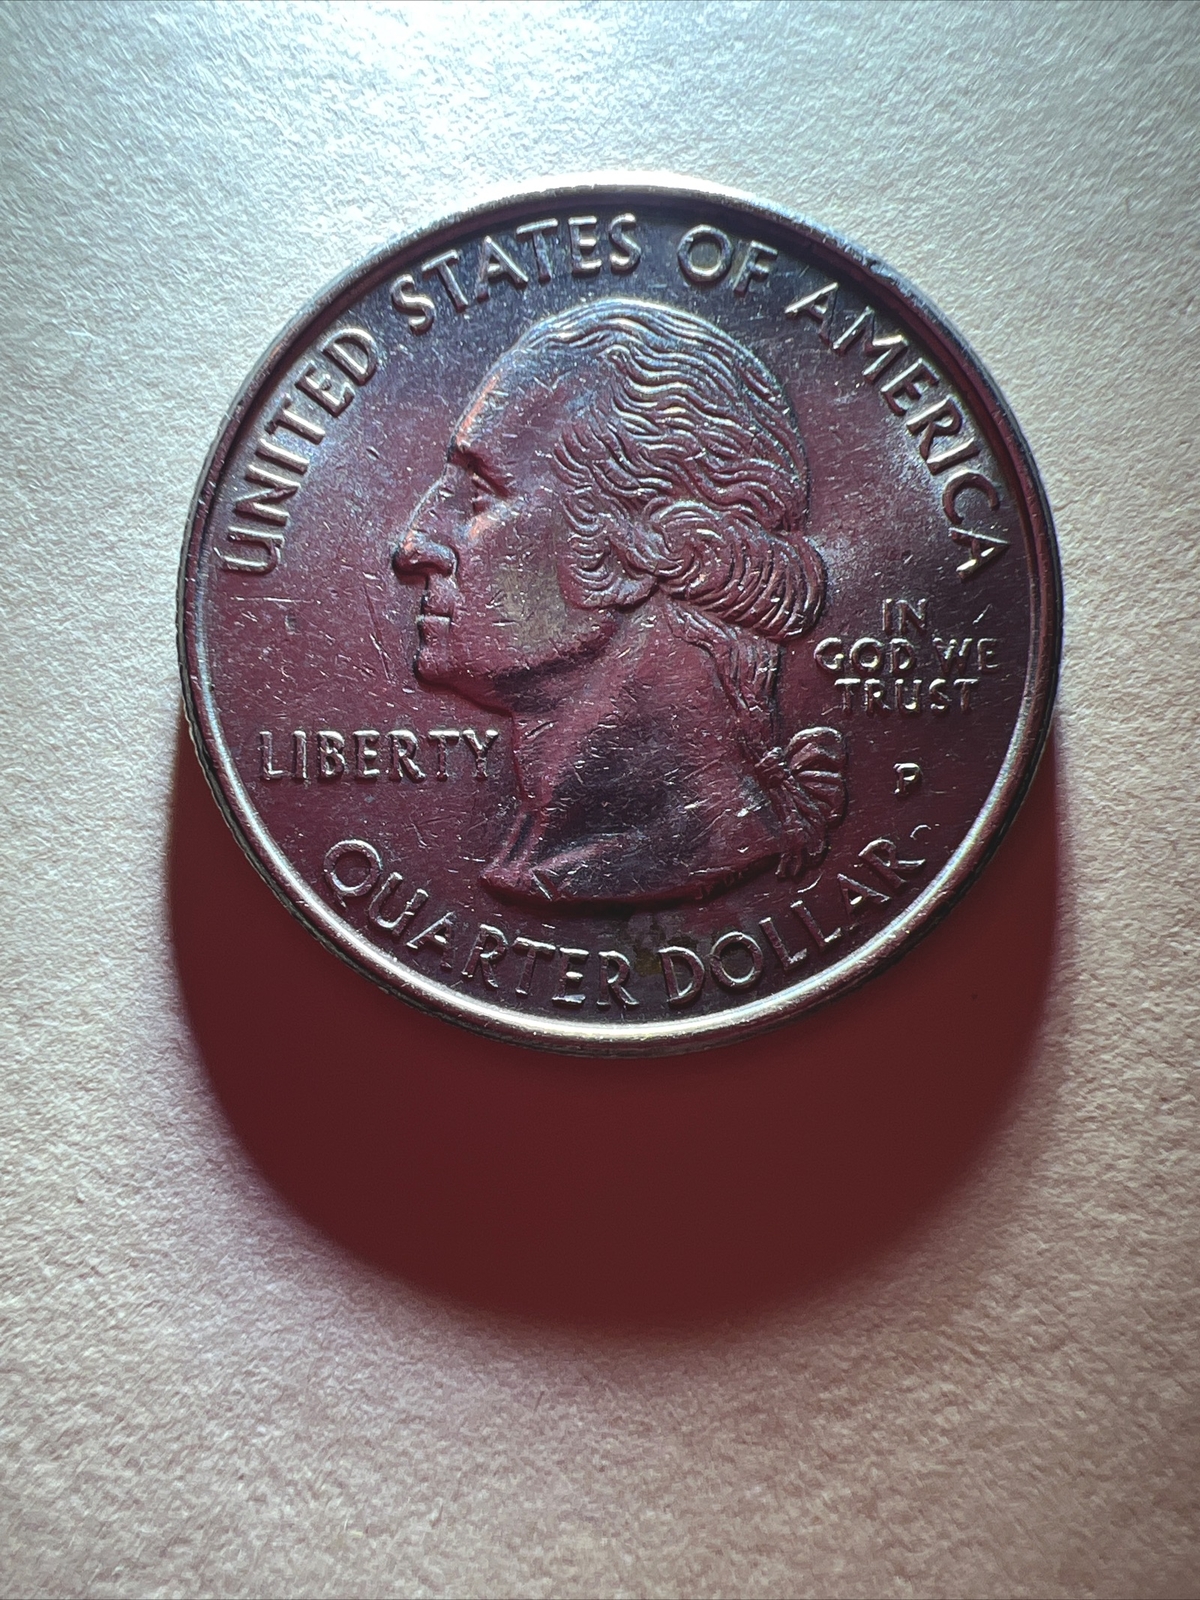 UNITED STATES OF AMERICA
IN
GOD WE
TRUST
LIBERTY
P
QUARTER DOLLAR